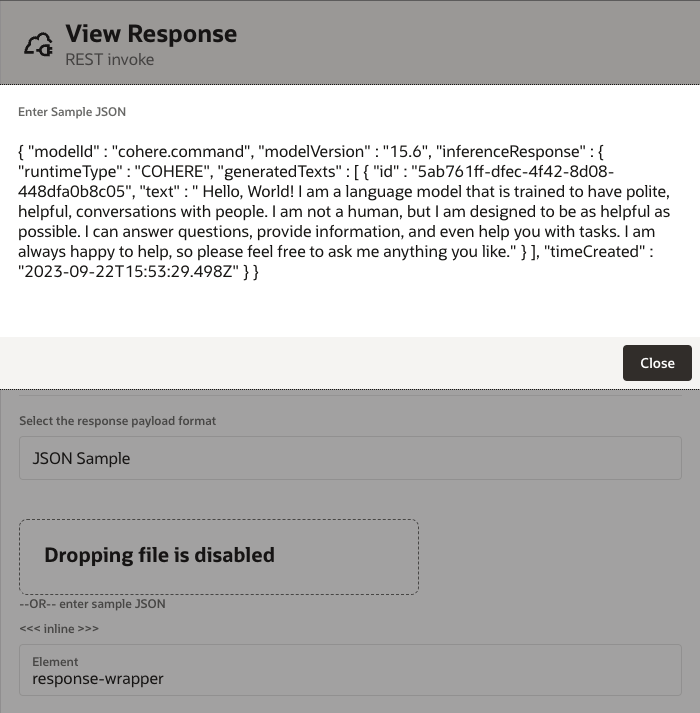 View Response
REST invoke
Enter Sample JSON
{ "modelId" : "cohere.command", "modelVersion" : "15.6", "inferenceResponse" : {
"runtimeType" : "COHERE", "generatedTexts" : [ { "id" : "5ab761ff-dfec-4f42-8d08-
448dfa0b8c05", "text" : " Hello, World! I am a language model that is trained to have polite,
helpful, conversations with people. I am not a human, but I am designed to be as helpful as
possible. I can answer questions, provide information, and even help you with tasks. I am
always happy to help, so please feel free to ask me anything you like." } ], "timeCreated" :
"2023-09-22T15:53:29.498Z" } }
Close
Select the response payload format
JSON Sample
Dropping file is disabled
--OR-- enter sample JSON
<<< inline >>>
Element
response-wrapper